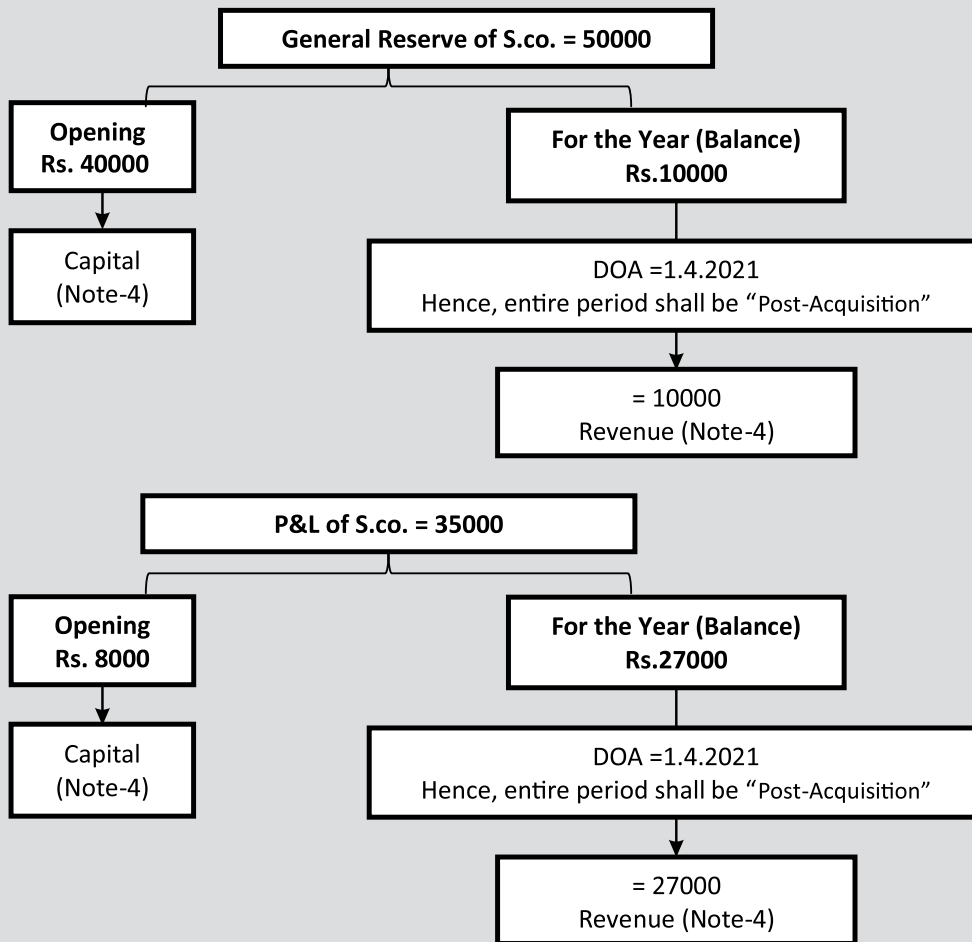 General Reserve of S.co. = 50000
Opening
Rs. 40000
For the Year (Balance)
Rs.10000
Capital
(Note-4)
DOA =1.4.2021
Hence, entire period shall be “Post-Acquisition”
= 10000
Revenue (Note-4)
P&L of S.co. = 35000
Opening
Rs. 8000
For the Year (Balance)
Rs.27000
Capital
(Note-4)
DOA =1.4.2021
Hence, entire period shall be “Post-Acquisition”
= 27000
Revenue (Note-4)